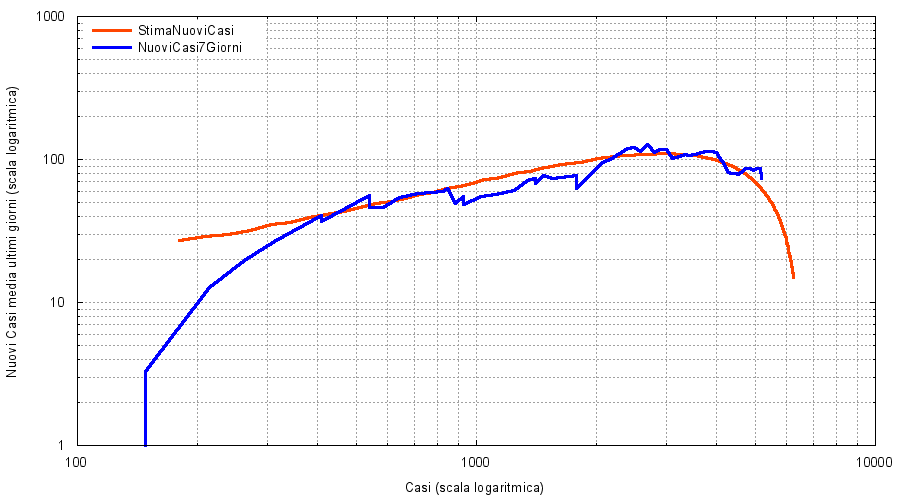 1000
StimaNuoviCasi
NuoviCasi7Giorni
100
Nuovi Casi media ultimi giorni (scala logaritmica)
10
1
100
1000
10000
Casi (scala logaritmica)